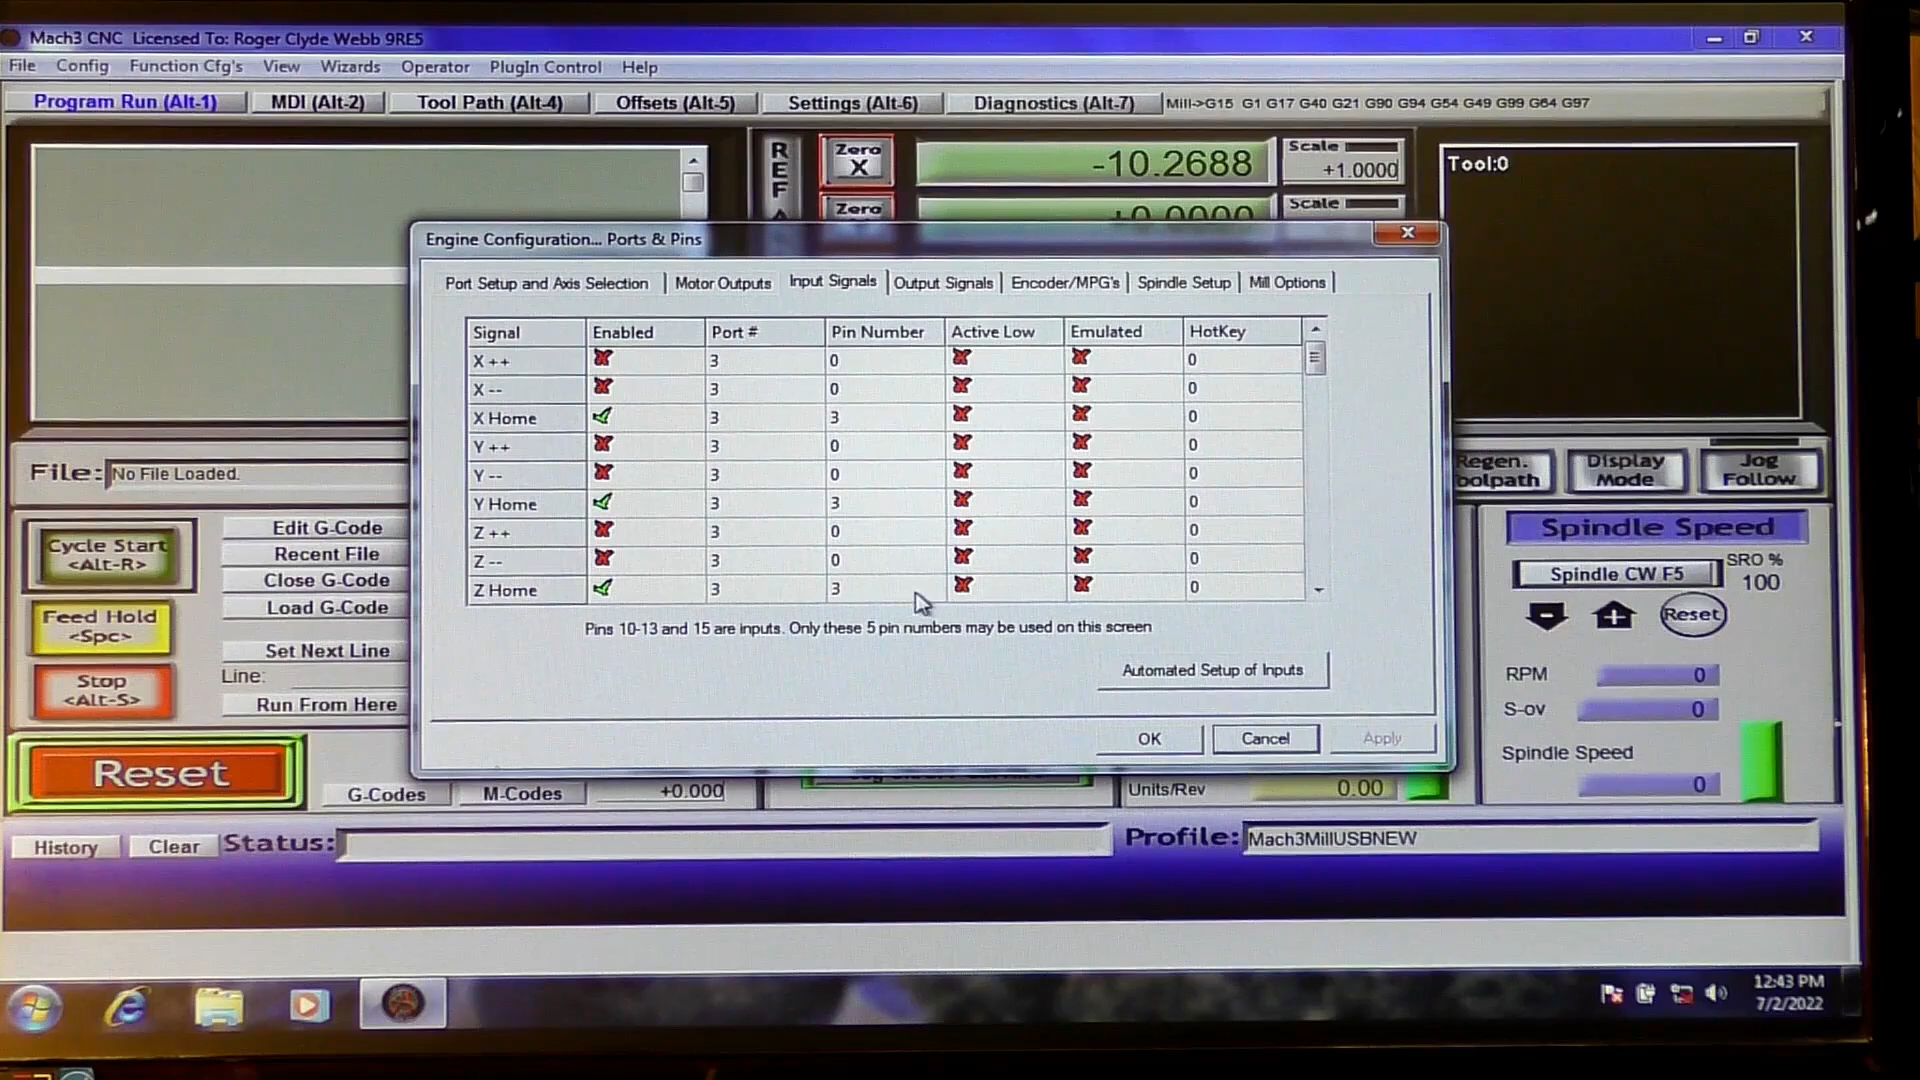 Mach3 CNC Licensed To: Roger Clyde Webb 9RE5
File Config Function Cfg's View Wizards Operator PlugIn Control Help
Program Run (Alt-1) MDI (Alt-2) Tool Path (Alt-4) Offsets (Alt-5) Settings (Alt-6) Diagnostics (Alt-7) Mill->G15 G1 G17 G40 G21 G90 G94 G54 G49 G99 G64 G97
REF
Zero X -10.2688 Scale +1.0000
Zero +0.0000 Scale
Tool:0
Engine Configuration... Ports & Pins
Port Setup and Axis Selection Motor Outputs Input Signals Output Signals Encoder/MPG's Spindle Setup Mill Options
Signal Enabled Port # Pin Number Active Low Emulated HotKey
X ++ 3 0 0
X -- 3 0 0
X Home 3 3 0
Y ++ 3 0 0
Y -- 3 0 0
Y Home 3 3 0
Z ++ 3 0 0
Z -- 3 0 0
Z Home 3 3 0
Pins 10-13 and 15 are inputs. Only these 5 pin numbers may be used on this screen
Automated Setup of Inputs
OK Cancel Apply
File: No File Loaded.
Regen. Display Jog
Toolpath Mode Follow
Cycle Start
<Alt-R>
Feed Hold
<Spc>
Stop
<Alt-S>
Edit G-Code
Recent File
Close G-Code
Load G-Code
Set Next Line
Line:
Run From Here
Spindle Speed
Spindle CW F5 SRO %
100
Reset
RPM 0
S-ov 0
Spindle Speed
0
Reset
G-Codes M-Codes +0.000 Units/Rev 0.00
History Clear Status: Profile: Mach3MillUSBNEW
12:43 PM
7/2/2022